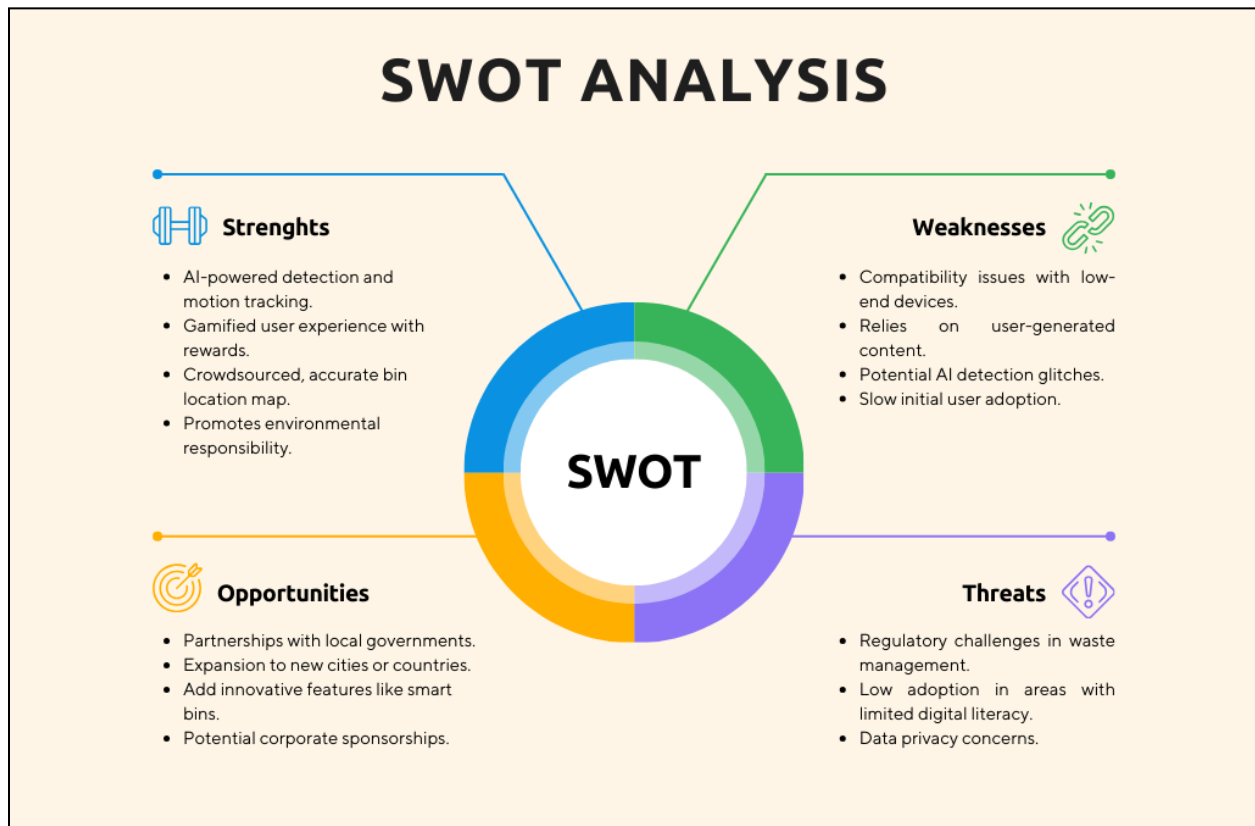 SWOT ANALYSIS
Strenghts
• AI-powered detection and
motion tracking.
• Gamified user experience with
rewards.
• Crowdsourced, accurate bin
location map.
• Promotes environmental
responsibility.
Weaknesses
• Compatibility issues with low-
end devices.
• Relies on user-generated
content.
• Potential AI detection glitches.
• Slow initial user adoption.
SWOT
Opportunities
• Partnerships with local governments.
• Expansion to new cities or countries.
• Add innovative features like smart
bins.
• Potential corporate sponsorships.
Threats
• Regulatory challenges in waste
management.
• Low adoption in areas with
limited digital literacy.
• Data privacy concerns.